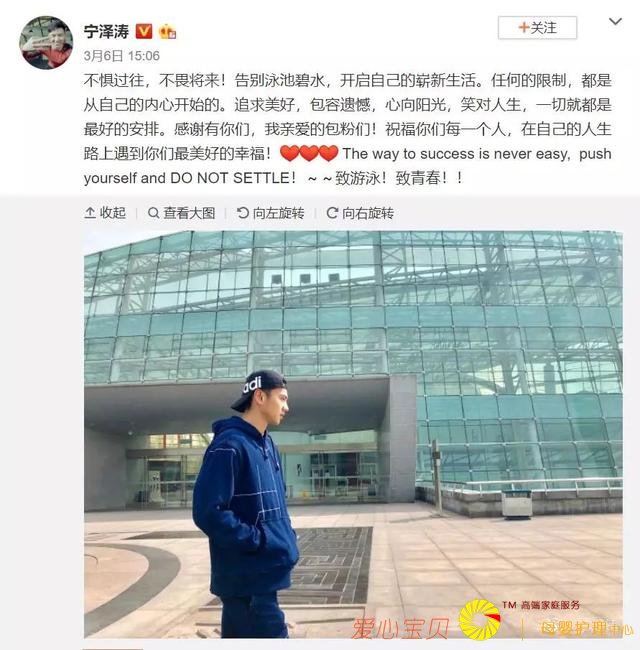 宁泽涛
+关注
3月6日 15:06
不惧过往，不畏将来！告别泳池碧水，开启自己的崭新生活。任何的限制，都是
从自己的内心开始的。追求美好，包容遗憾，心向阳光，笑对人生，一切就都是
最好的安排。感谢有你们，我亲爱的包粉们！祝福你们每一个人，在自己的人生
路上遇到你们最美好的幸福！❤️❤️❤️ The way to success is never easy, push
yourself and DO NOT SETTLE！～～致游泳！致青春！！
收起 查看大图 向左旋转 向右旋转
adi
TM 高端家庭服务
爱心宝贝 母婴护理中心